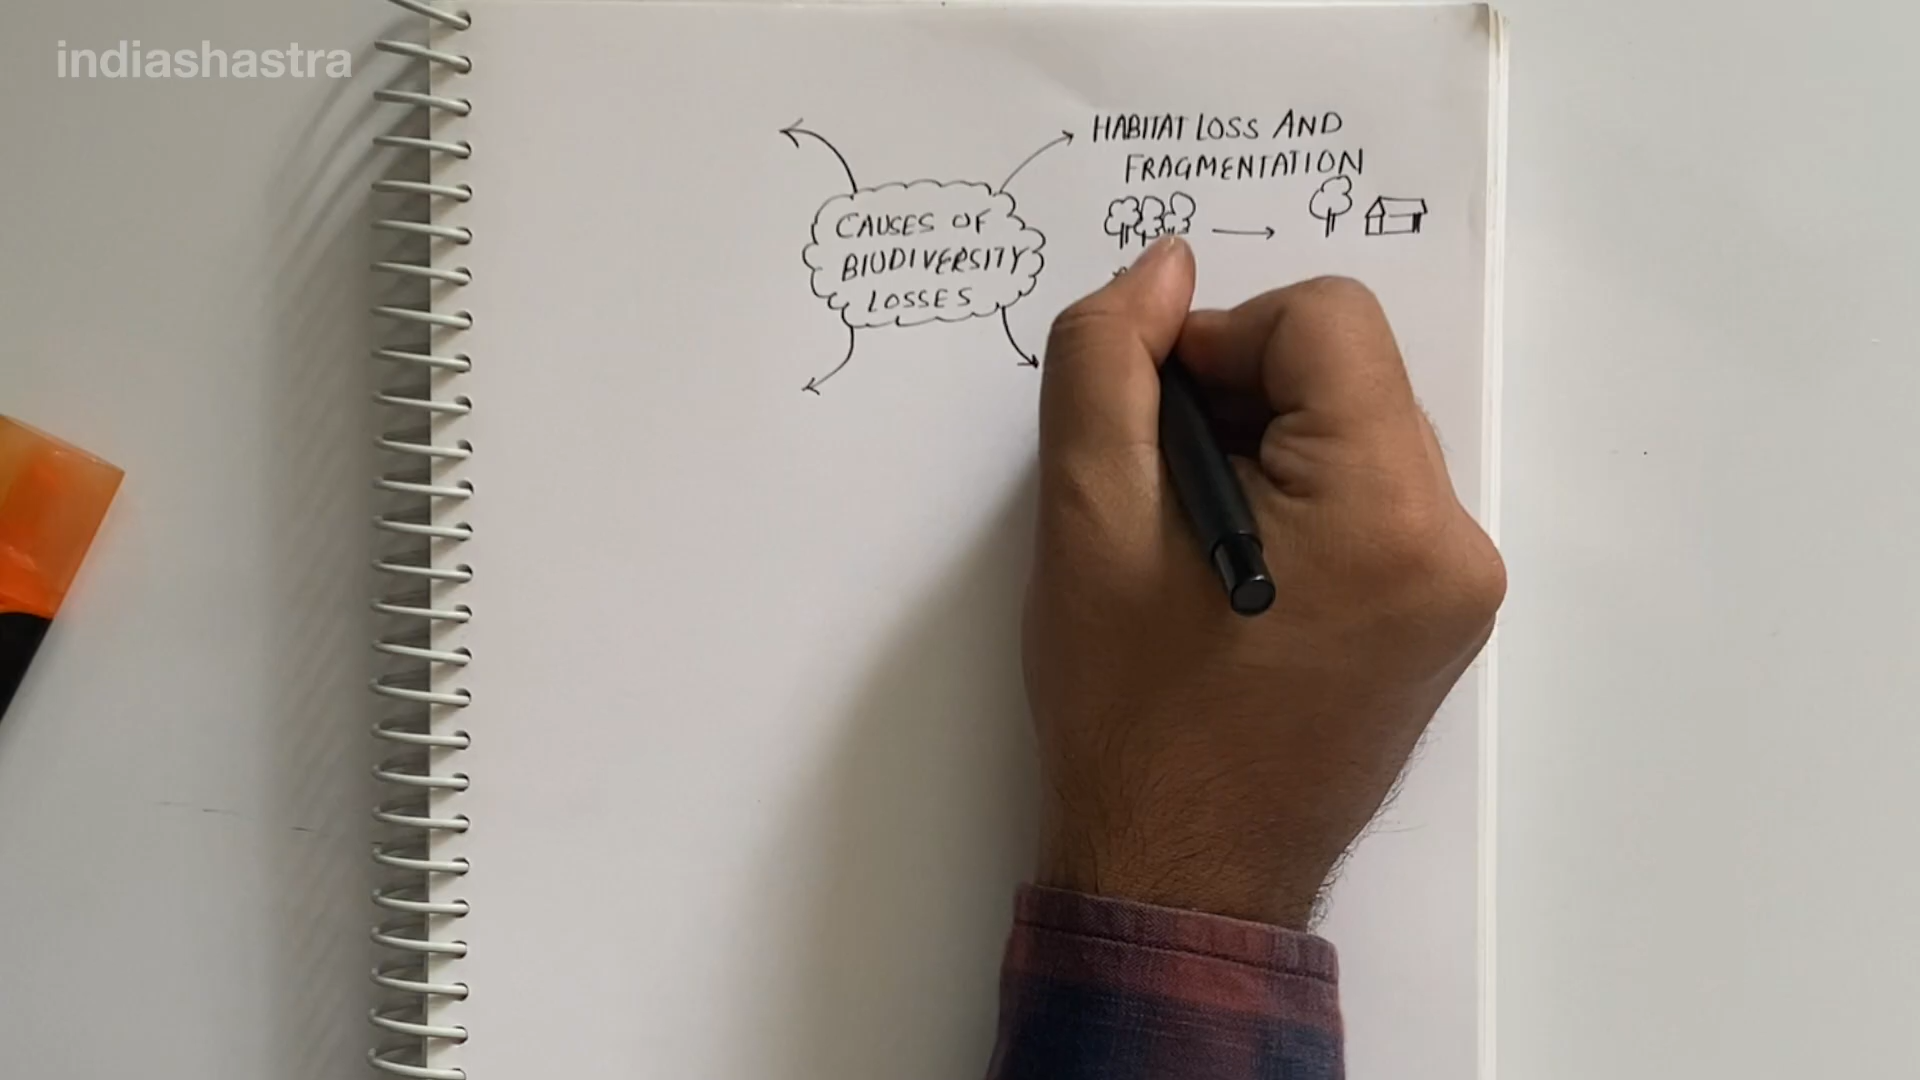 indiashastra
HABITAT LOSS AND
FRAGMENTATION
CAUSES OF
BIODIVERSITY
LOSSES